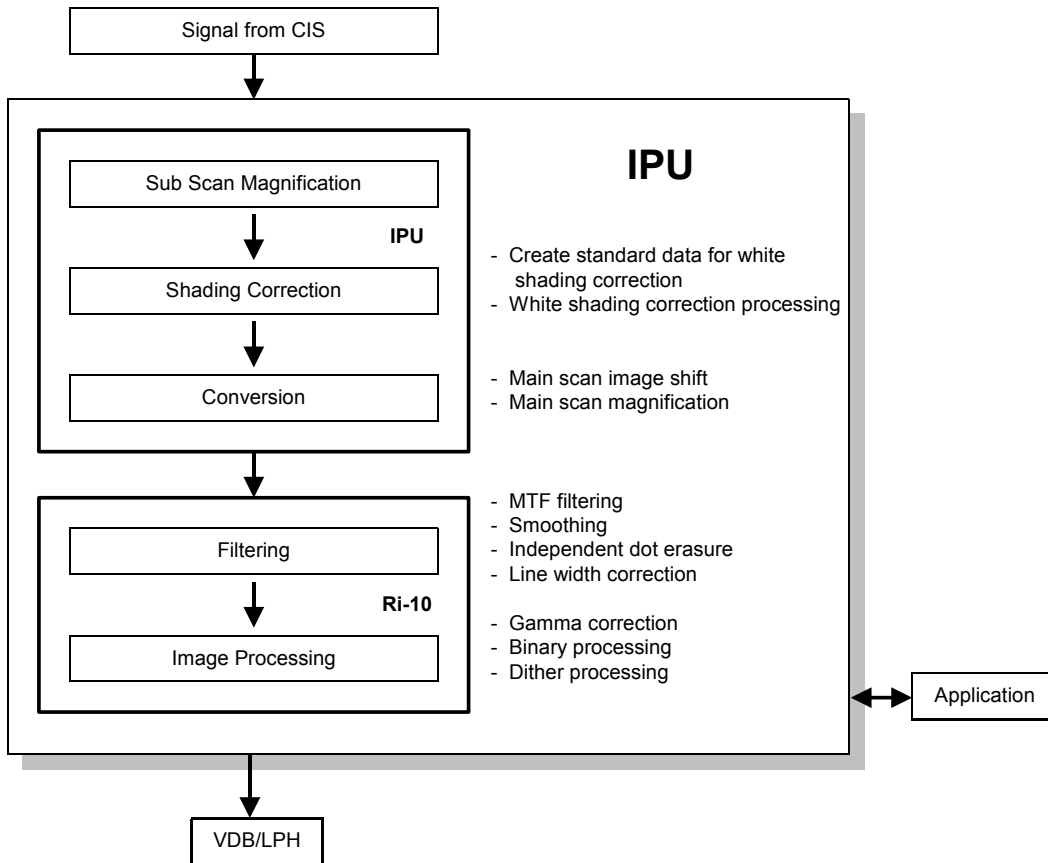 Signal from CIS
IPU
Sub Scan Magnification
IPU
Shading Correction
- Create standard data for white
shading correction
- White shading correction processing
Conversion
- Main scan image shift
- Main scan magnification
Filtering
- MTF filtering
- Smoothing
- Independent dot erasure
- Line width correction
Ri-10
Image Processing
- Gamma correction
- Binary processing
- Dither processing
Application
VDB/LPH